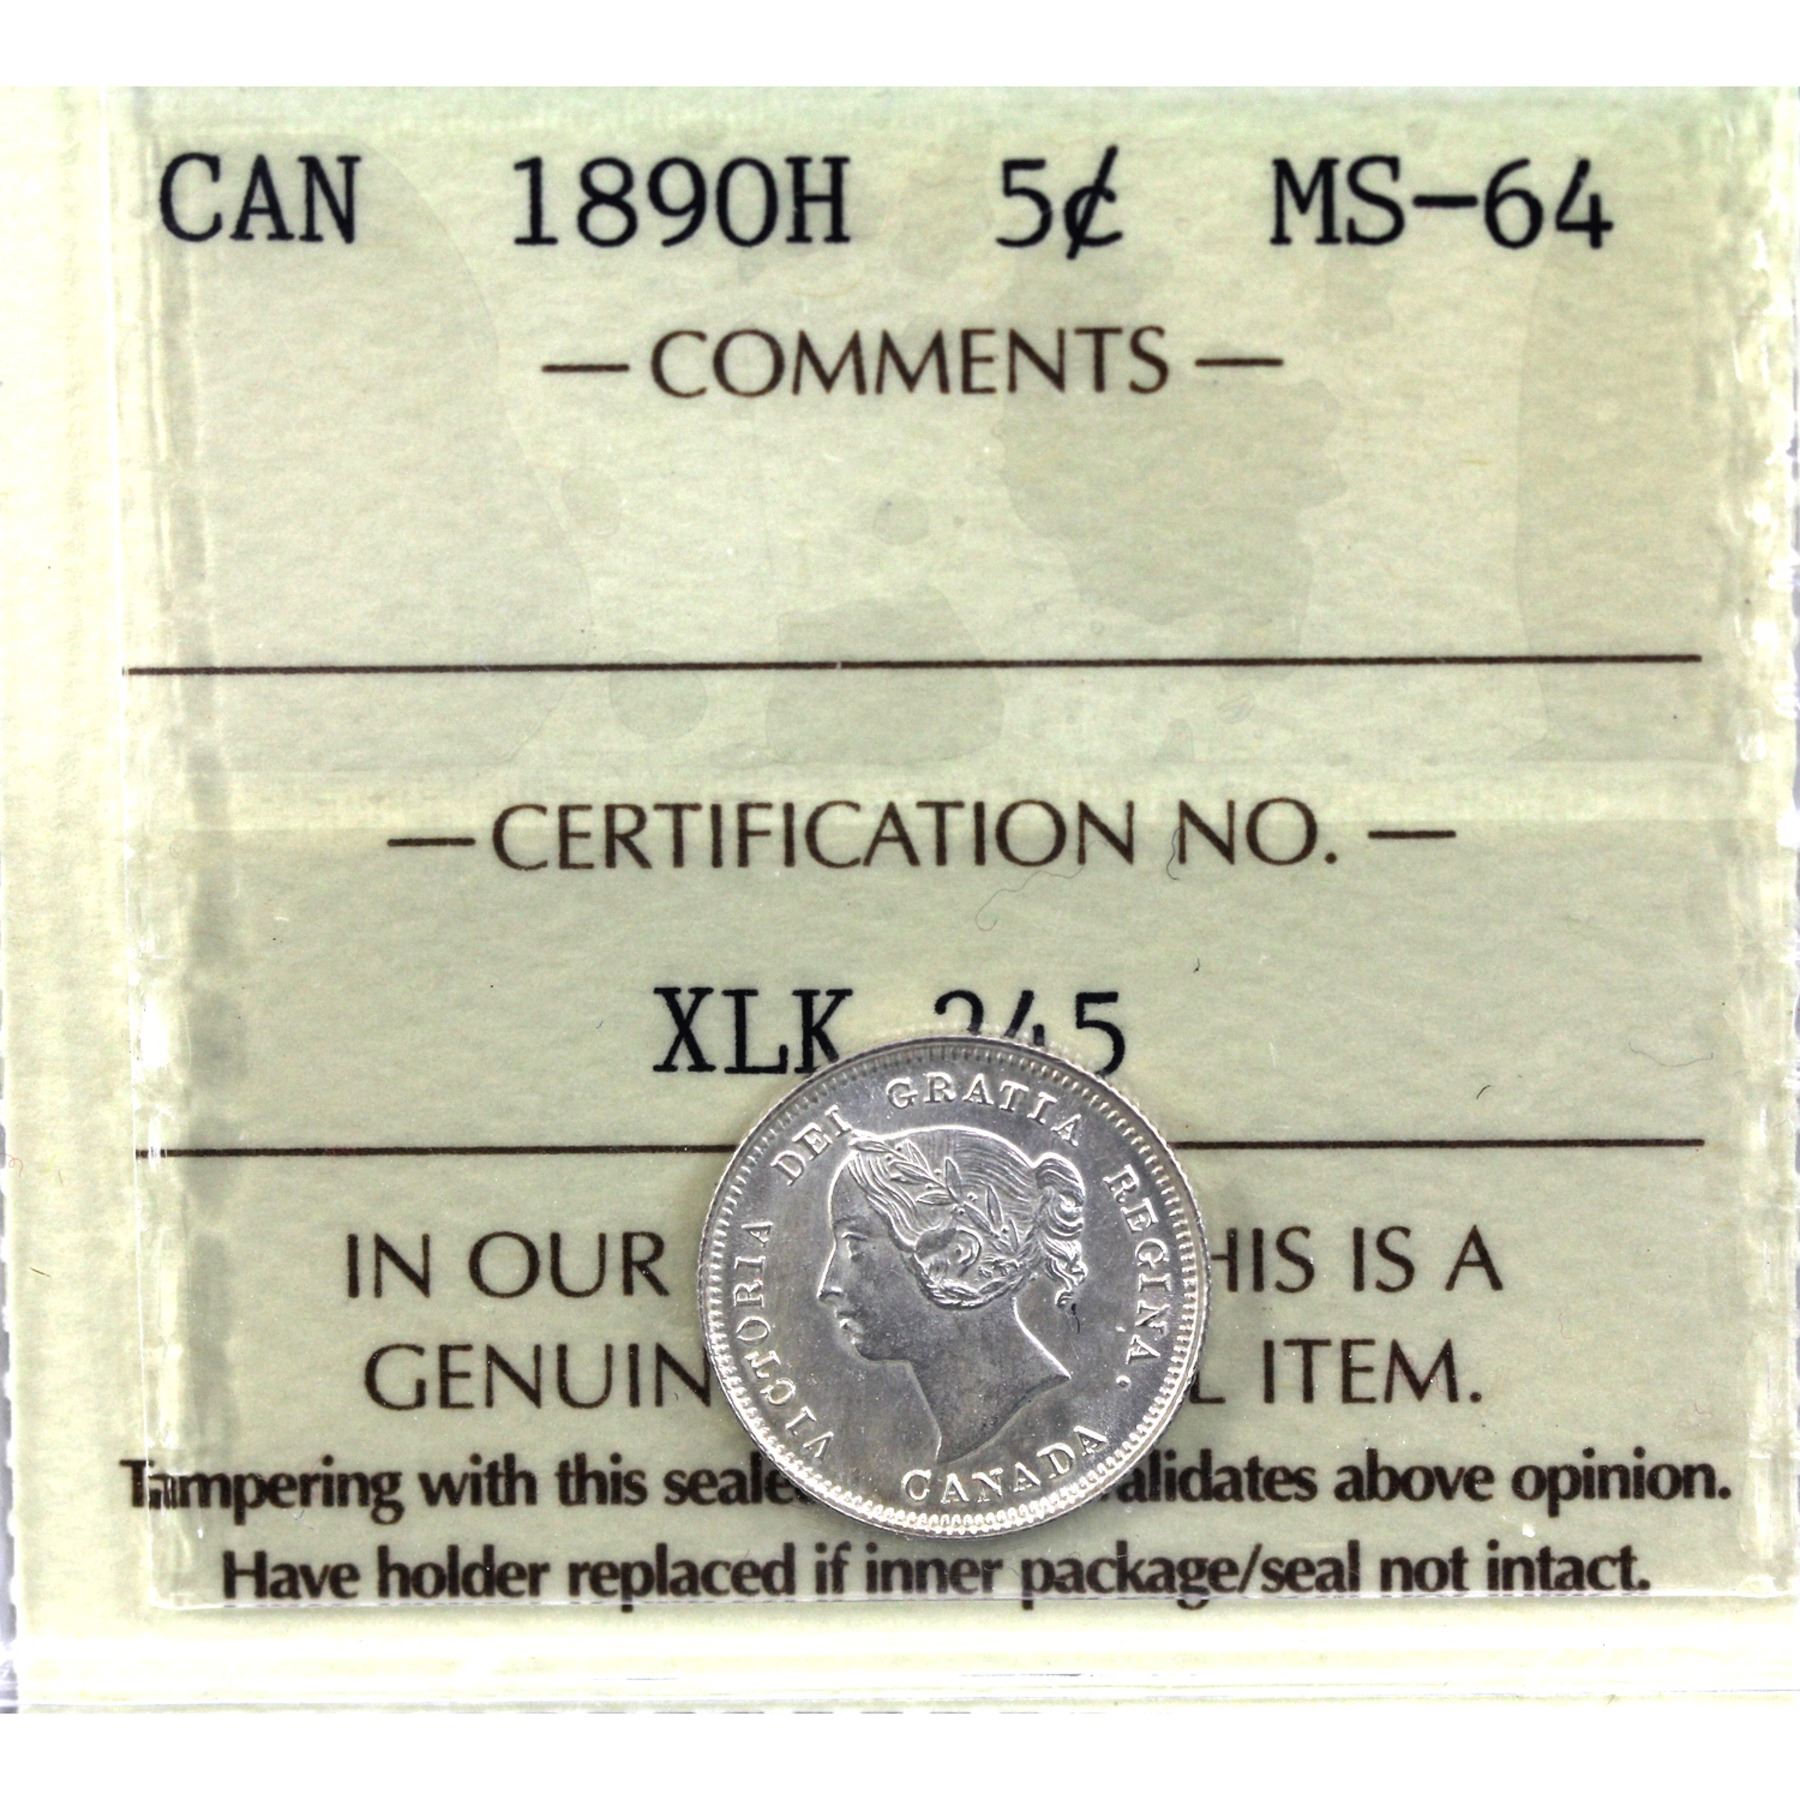 CAN 1890H 5¢ MS-64
— COMMENTS —
— CERTIFICATION NO. —
XLK 245
VICTORIA DEI GRATIA REGINA.
CANADA
IN OUR HIS IS A
GENUIN L ITEM.
Tampering with this seale alidates above opinion.
Have holder replaced if inner package/seal not intact.